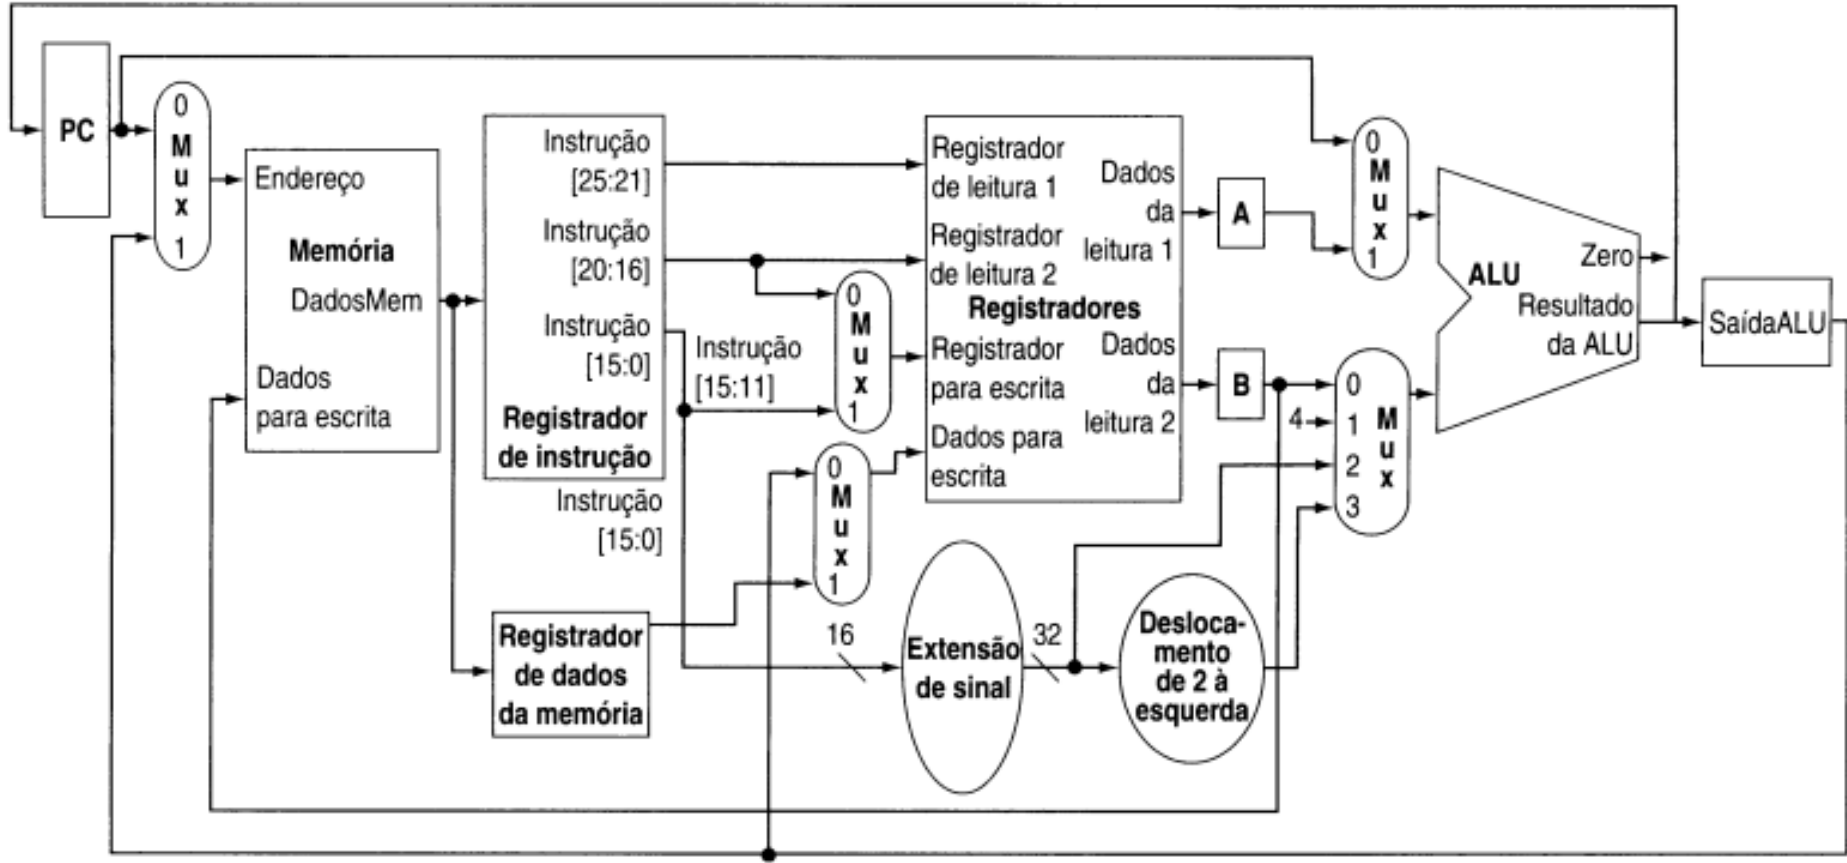 PC
0
M
u
x
1
Endereço
Memória
DadosMem
Dados
para escrita
Instrução
[25:21]
Instrução
[20:16]
Instrução
[15:0]
Registrador
de instrução
Instrução
[15:0]
Instrução
[15:11]
Registrador
de dados
da memória
0
M
u
x
1
0
M
u
x
1
16
Extensão
de sinal
32
Registrador
de leitura 1
Registrador
de leitura 2
Registradores
Registrador
para escrita
Dados para
escrita
Dados
da
leitura 1
Dados
da
leitura 2
A
B
Desloca-
mento
de 2 à
esquerda
0
M
u
x
1
4
0
1
2
3
M
u
x
ALU
Zero
Resultado
da ALU
SaídaALU